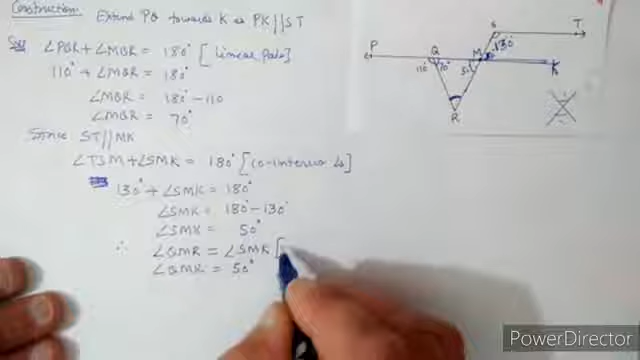 Construction: Extend PQ towards K as PK//ST
Sol ∠PQR + ∠MQR = 180° [Linear Pair]
110° + ∠MQR = 180°
∠MQR = 180° - 110
∠MQR = 70°
Since ST//MK
∠TSM + ∠SMK = 180° [co-interior ∠s]
130° + ∠SMK = 180°
∠SMK = 180° - 130°
∠SMK = 50°
∴ ∠QMR = ∠SMK [
∠QMR = 50°
S T
130°
P Q M K
110° 70° 50°
R
PowerDirector